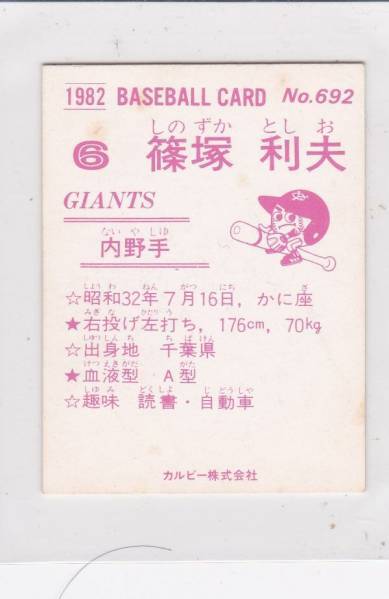 1982 BASEBALL CARD No.692
しの ずか とし お
6 篠塚 利夫
GIANTS
ない や しゅ
内野手
しょう わ ねん がつ にち ざ
☆昭和32年7月16日,かに座
みぎ な ひだり う
★右投げ左打ち,176cm,70kg
しゅっ しん ち ち ば けん
☆出身地 千葉県
けつ えき がた がた
★血液型 A型
しゅ み どく しょ じ どう しゃ
☆趣味 読書・自動車
カルビー株式会社